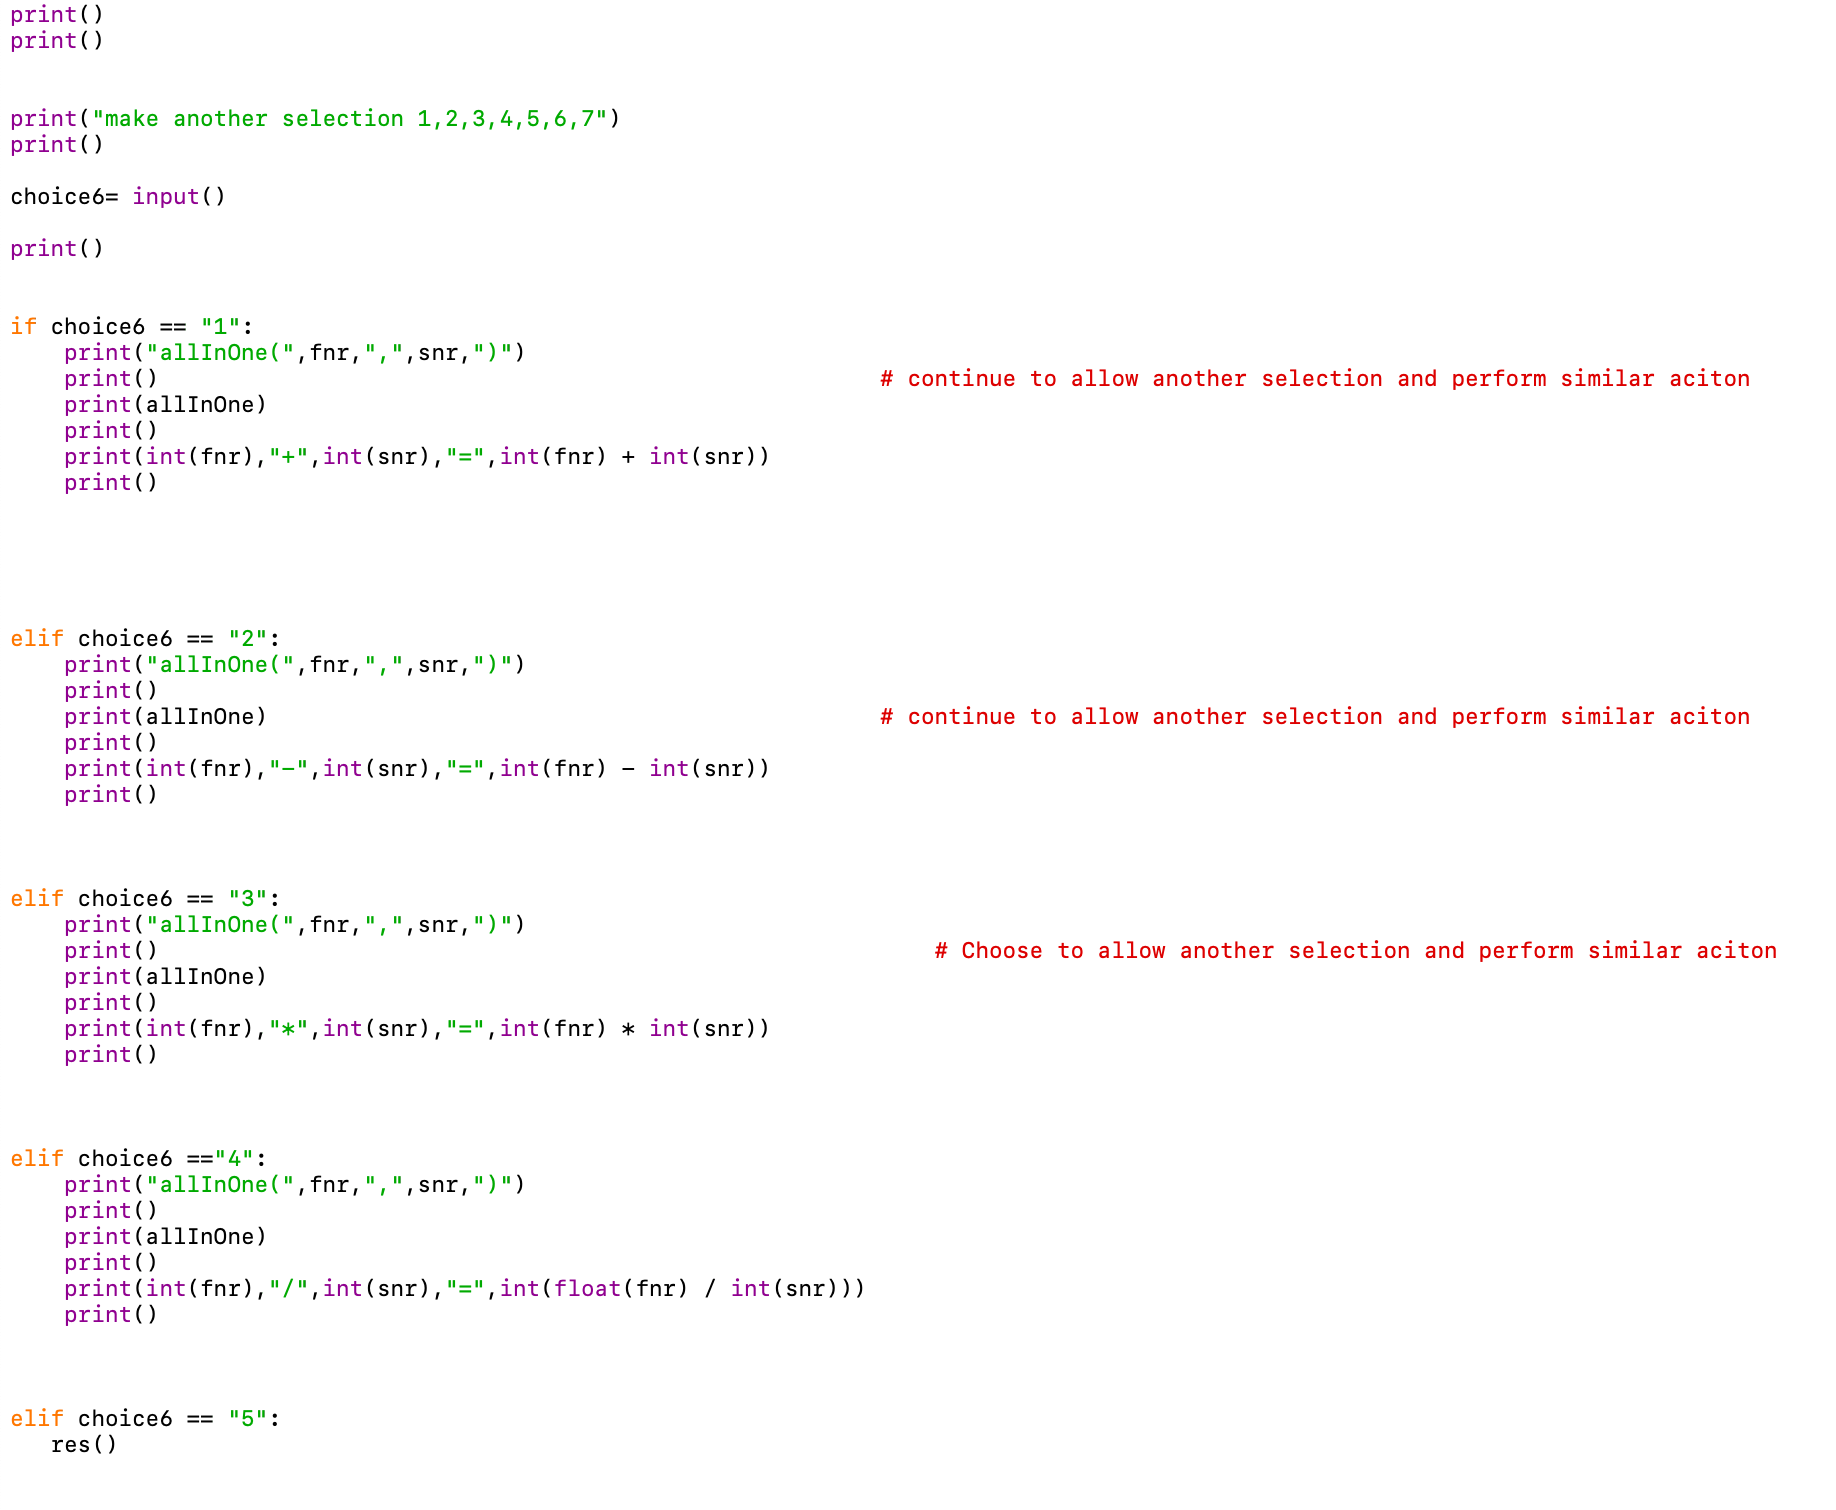 print()
print()
print("make another selection 1,2,3,4,5,6,7")
print()
choice6= input()
print()
if choice6 == "1":
    print("allInOne(",fnr,",",snr,")")
    print()                                                     # continue to allow another selection and perform similar aciton
    print(allInOne)
    print()
    print(int(fnr),"+",int(snr),"=",int(fnr) + int(snr))
    print()
elif choice6 == "2":
    print("allInOne(",fnr,",",snr,")")
    print()
    print(allInOne)                                             # continue to allow another selection and perform similar aciton
    print()
    print(int(fnr),"-",int(snr),"=",int(fnr) - int(snr))
    print()
elif choice6 == "3":
    print("allInOne(",fnr,",",snr,")")
    print()                                                         # Choose to allow another selection and perform similar aciton
    print(allInOne)
    print()
    print(int(fnr),"*",int(snr),"=",int(fnr) * int(snr))
    print()
elif choice6 =="4":
    print("allInOne(",fnr,",",snr,")")
    print()
    print(allInOne)
    print()
    print(int(fnr),"/",int(snr),"=",int(float(fnr) / int(snr)))
    print()
elif choice6 == "5":
   res()